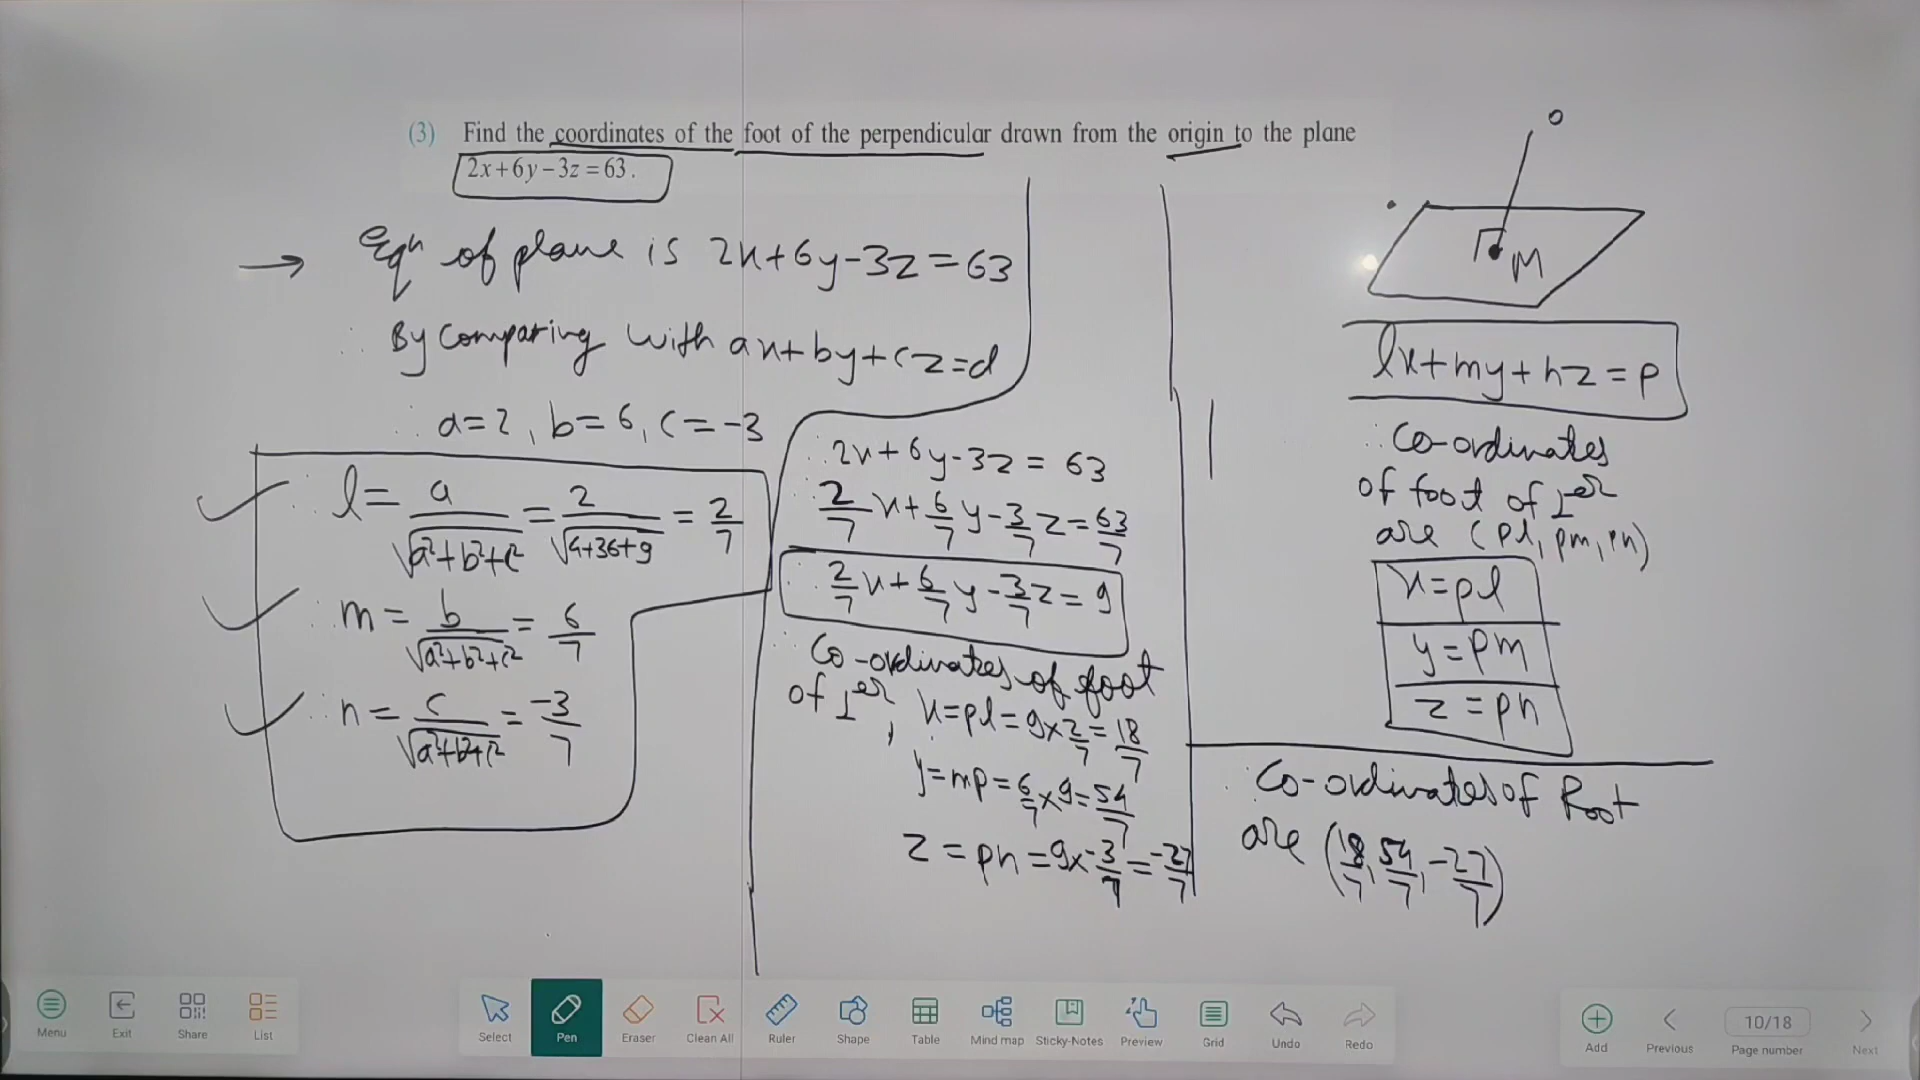 (3) Find the coordinates of the foot of the perpendicular drawn from the origin to the plane
2x+6y−3z=63.
→ Eqn of plane is 2x+6y-3z=63
∴ By comparing with ax+by+cz=d
∴ a=2, b=6, c=-3
∴ l = a/√a²+b²+c² = 2/√4+36+9 = 2/7
∴ m = b/√a²+b²+c² = 6/7
∴ n = c/√a²+b²+c² = -3/7
∴ 2x+6y-3z = 63
∴ 2/7 x + 6/7 y - 3/7 z = 63/7
∴ 2/7 x + 6/7 y - 3/7 z = 9
∴ Co-ordinates of foot
of ⊥er, x=pl=9×2/7=18/7
y=mp=6/7×9=54/7
z=pn=9×-3/7=-27/7
O
M
lx+my+nz=p
∴ Co-ordinates
of foot of ⊥er
are (pl, pm, pn)
x=pl
y=pm
z=pn
∴ Co-ordinates of Foot
are (18/7, 54/7, -27/7)
Menu Exit Share List Select Pen Eraser Clean All Ruler Shape Table Mind map Sticky-Notes Preview Grid Undo Redo Add Previous 10/18 Page number Next